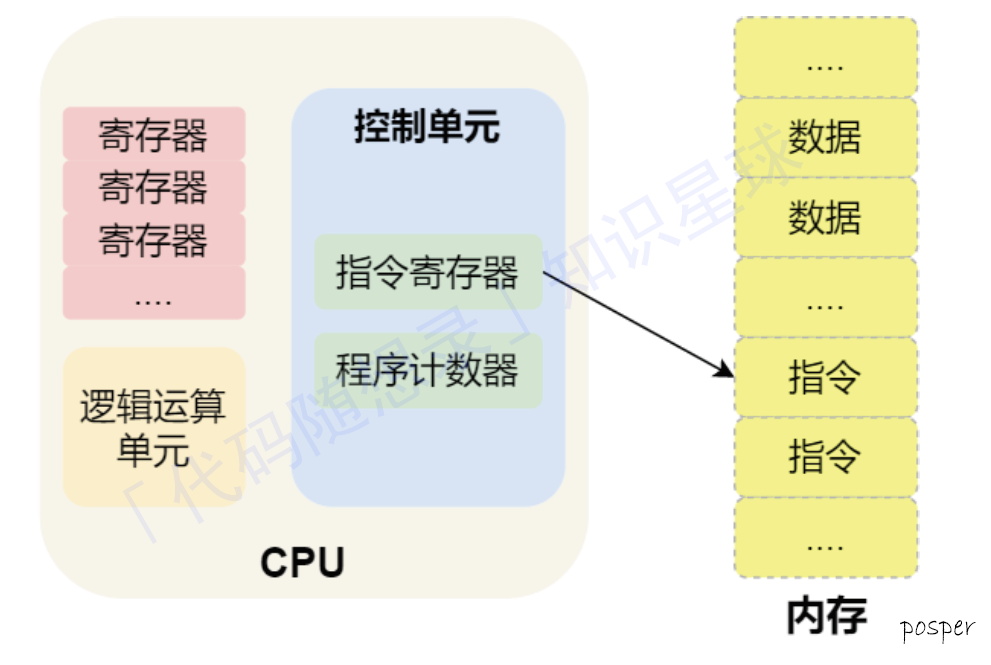 寄存器
寄存器
寄存器
....
逻辑运算
单元
控制单元
指令寄存器
程序计数器
CPU
....
数据
数据
....
指令
指令
....
内存
「代码随想录」知识星球
posper